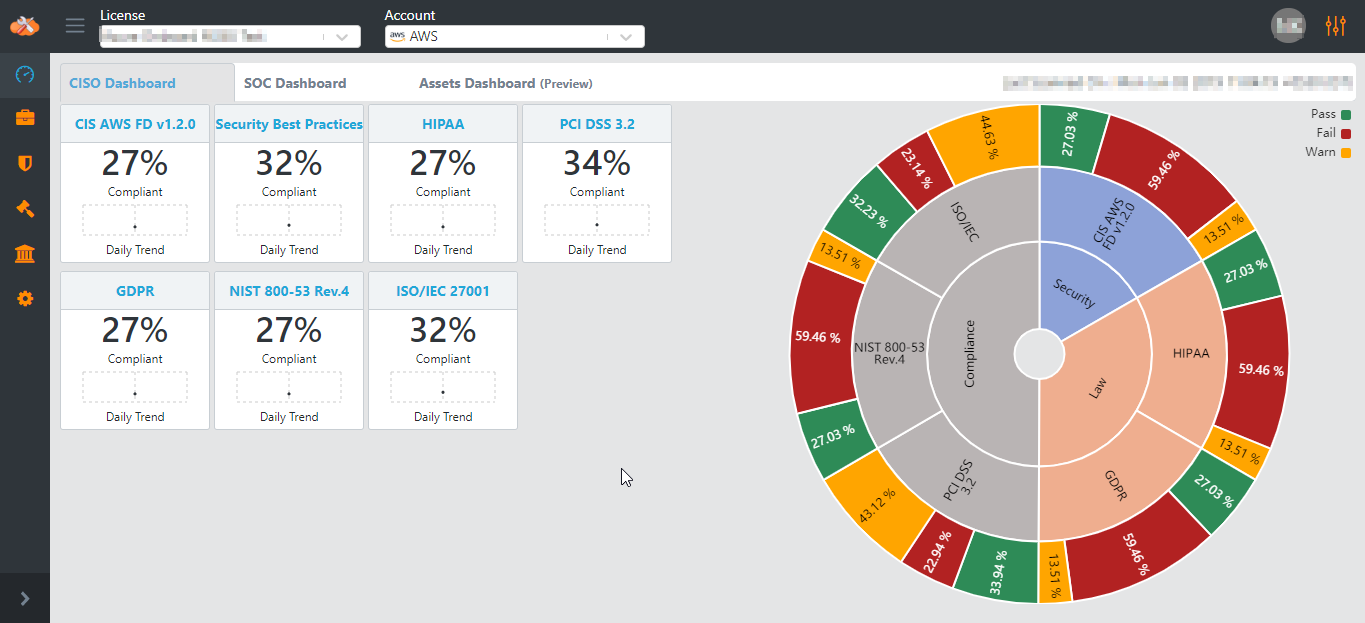 License
Account
aws AWS
CISO Dashboard
SOC Dashboard
Assets Dashboard (Preview)
CIS AWS FD v1.2.0
27%
Compliant
Daily Trend
Security Best Practices
32%
Compliant
Daily Trend
HIPAA
27%
Compliant
Daily Trend
PCI DSS 3.2
34%
Compliant
Daily Trend
GDPR
27%
Compliant
Daily Trend
NIST 800-53 Rev.4
27%
Compliant
Daily Trend
ISO/IEC 27001
32%
Compliant
Daily Trend
Pass
Fail
Warn
27.03 %
59.46 %
13.51 %
27.03 %
59.46 %
13.51 %
27.03 %
59.46 %
13.51 %
33.94 %
22.94 %
43.12 %
27.03 %
59.46 %
13.51 %
32.23 %
23.14 %
44.63 %
CIS AWS
FD v1.2.0
HIPAA
GDPR
PCI DSS
3.2
NIST 800-53
Rev.4
ISO/IEC
Security
Law
Compliance